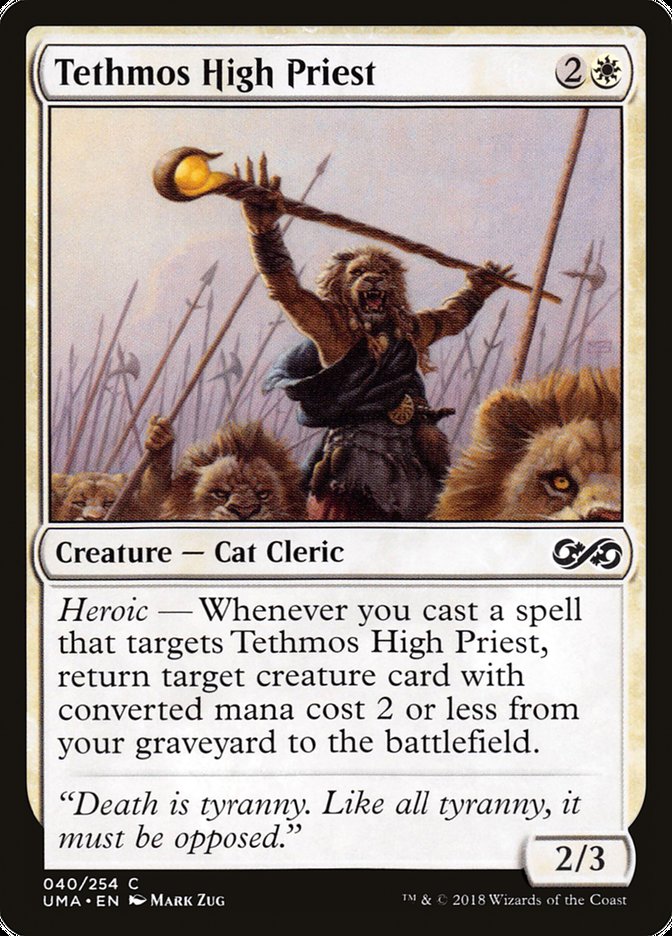 Tethmos High Priest 2
Creature — Cat Cleric
Heroic — Whenever you cast a spell
that targets Tethmos High Priest,
return target creature card with
converted mana cost 2 or less from
your graveyard to the battlefield.
“Death is tyranny. Like all tyranny, it
must be opposed.”
2/3
040/254 C
UMA • EN Mark Zug
™ & © 2018 Wizards of the Coast